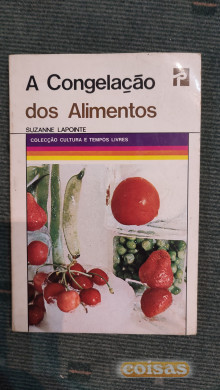 A Congelação
dos Alimentos
SUZANNE LAPOINTE
COLECÇÃO CULTURA E TEMPOS LIVRES
coisas